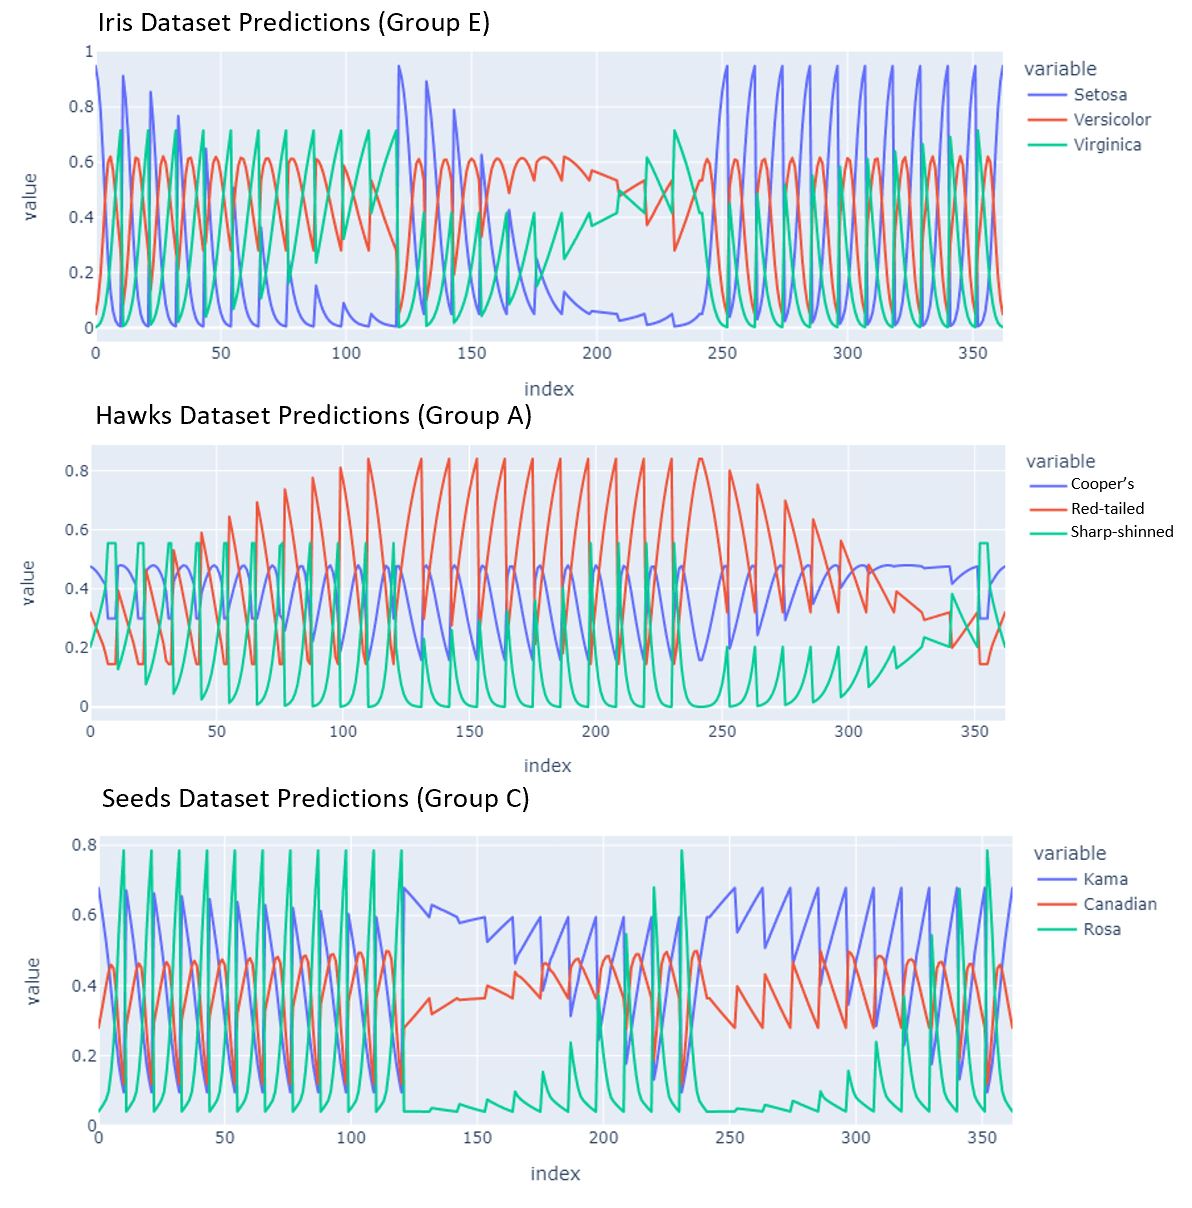 Iris Dataset Predictions (Group E)
1
0.8
0.6
0.4
0.2
0
value
0 50 100 150 200 250 300 350
index
variable
Setosa
Versicolor
Virginica
Hawks Dataset Predictions (Group A)
0.8
0.6
0.4
0.2
0
value
0 50 100 150 200 250 300 350
index
variable
Cooper’s
Red-tailed
Sharp-shinned
Seeds Dataset Predictions (Group C)
0.8
0.6
0.4
0.2
0
value
0 50 100 150 200 250 300 350
index
variable
Kama
Canadian
Rosa